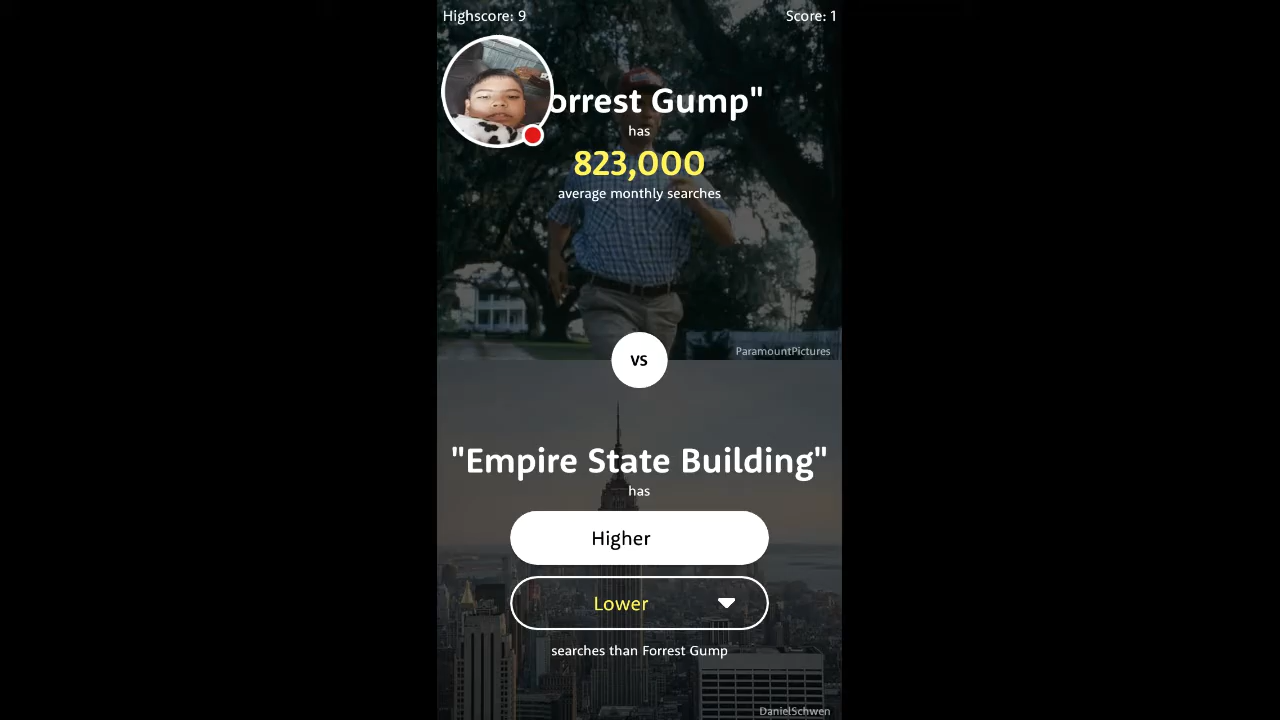 Highscore: 9
Score: 1
orrest Gump"
has
823,000
average monthly searches
ParamountPictures
VS
"Empire State Building"
has
Higher
Lower
searches than Forrest Gump
DanielSchwen